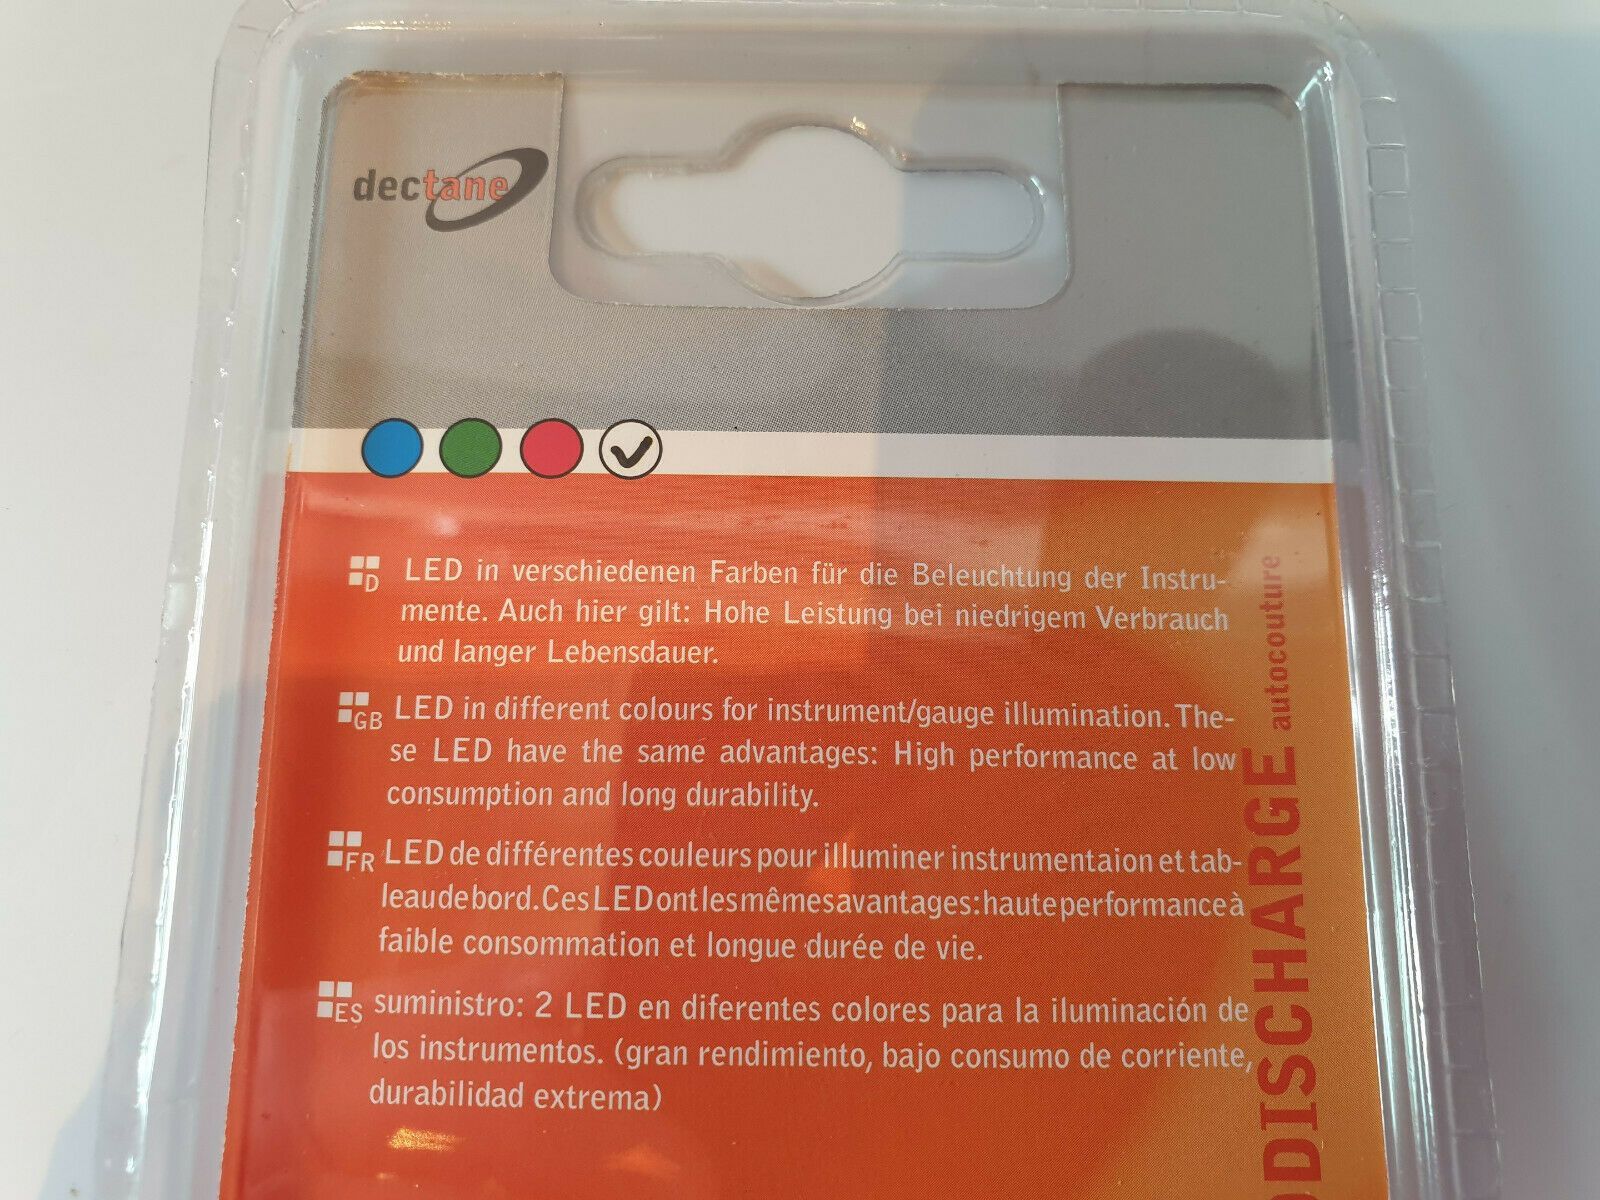 dectane
D LED in verschiedenen Farben für die Beleuchtung der Instru-
mente. Auch hier gilt: Hohe Leistung bei niedrigem Verbrauch
und langer Lebensdauer.
GB LED in different colours for instrument/gauge illumination. The-
se LED have the same advantages: High performance at low
consumption and long durability.
FR LED de différentes couleurs pour illuminer instrumentaion et tab-
leau de bord. Ces LED ont les mêmes avantages: haute performance à
faible consommation et longue durée de vie.
ES suministro: 2 LED en diferentes colores para la iluminación de
los instrumentos. (gran rendimiento, bajo consumo de corriente,
durabilidad extrema)
DISCHARGE autocouture